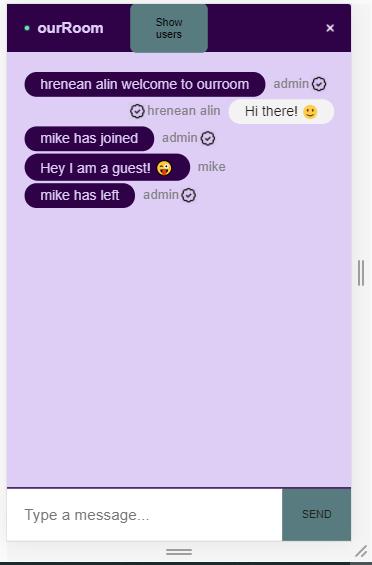 ourRoom
Show
users
×
hrenean alin welcome to ourroom admin
hrenean alin Hi there! 🙂
mike has joined admin
Hey I am a guest! 😜 mike
mike has left admin
Type a message...
SEND